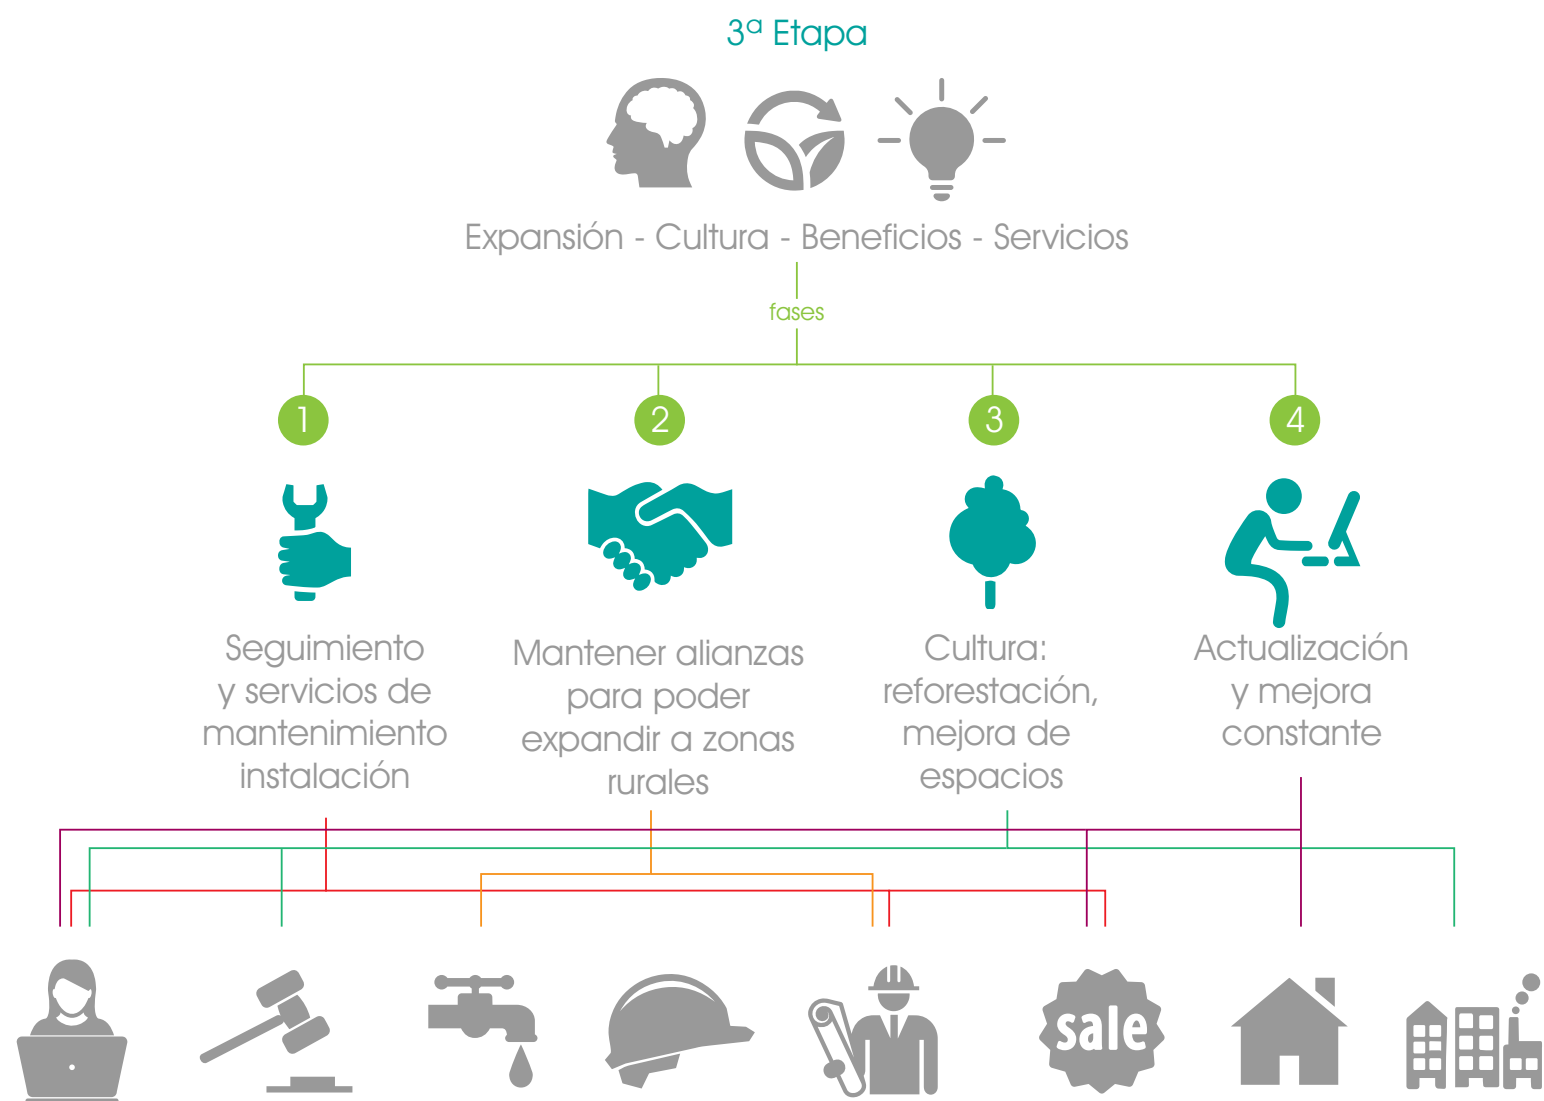 3ª Etapa
Expansión - Cultura - Beneficios - Servicios
fases
1
2
3
4
Seguimiento
y servicios de
mantenimiento
instalación
Mantener alianzas
para poder
expandir a zonas
rurales
Cultura:
reforestación,
mejora de
espacios
Actualización
y mejora
constante
sale